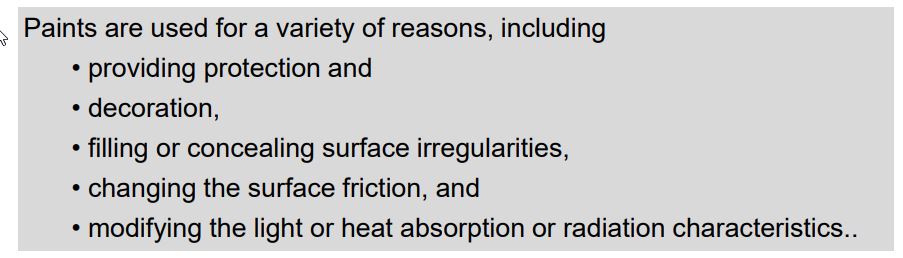 Paints are used for a variety of reasons, including
• providing protection and
• decoration,
• filling or concealing surface irregularities,
• changing the surface friction, and
• modifying the light or heat absorption or radiation characteristics..